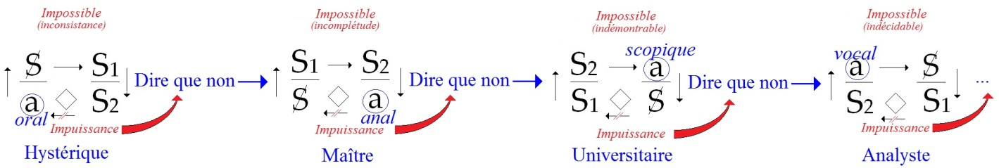 Impossible
(inconsistance)
$ → S1
a S2
oral
Impuissance
Hystérique
Dire que non
Impossible
(incomplétude)
S1 → S2
$ a
anal
Impuissance
Maître
Dire que non
Impossible
(indémontrable)
scopique
S2 → a
S1 $
Impuissance
Universitaire
Dire que non
Impossible
(indécidable)
vocal
a → $
S2 S1
Impuissance
Analyste
...